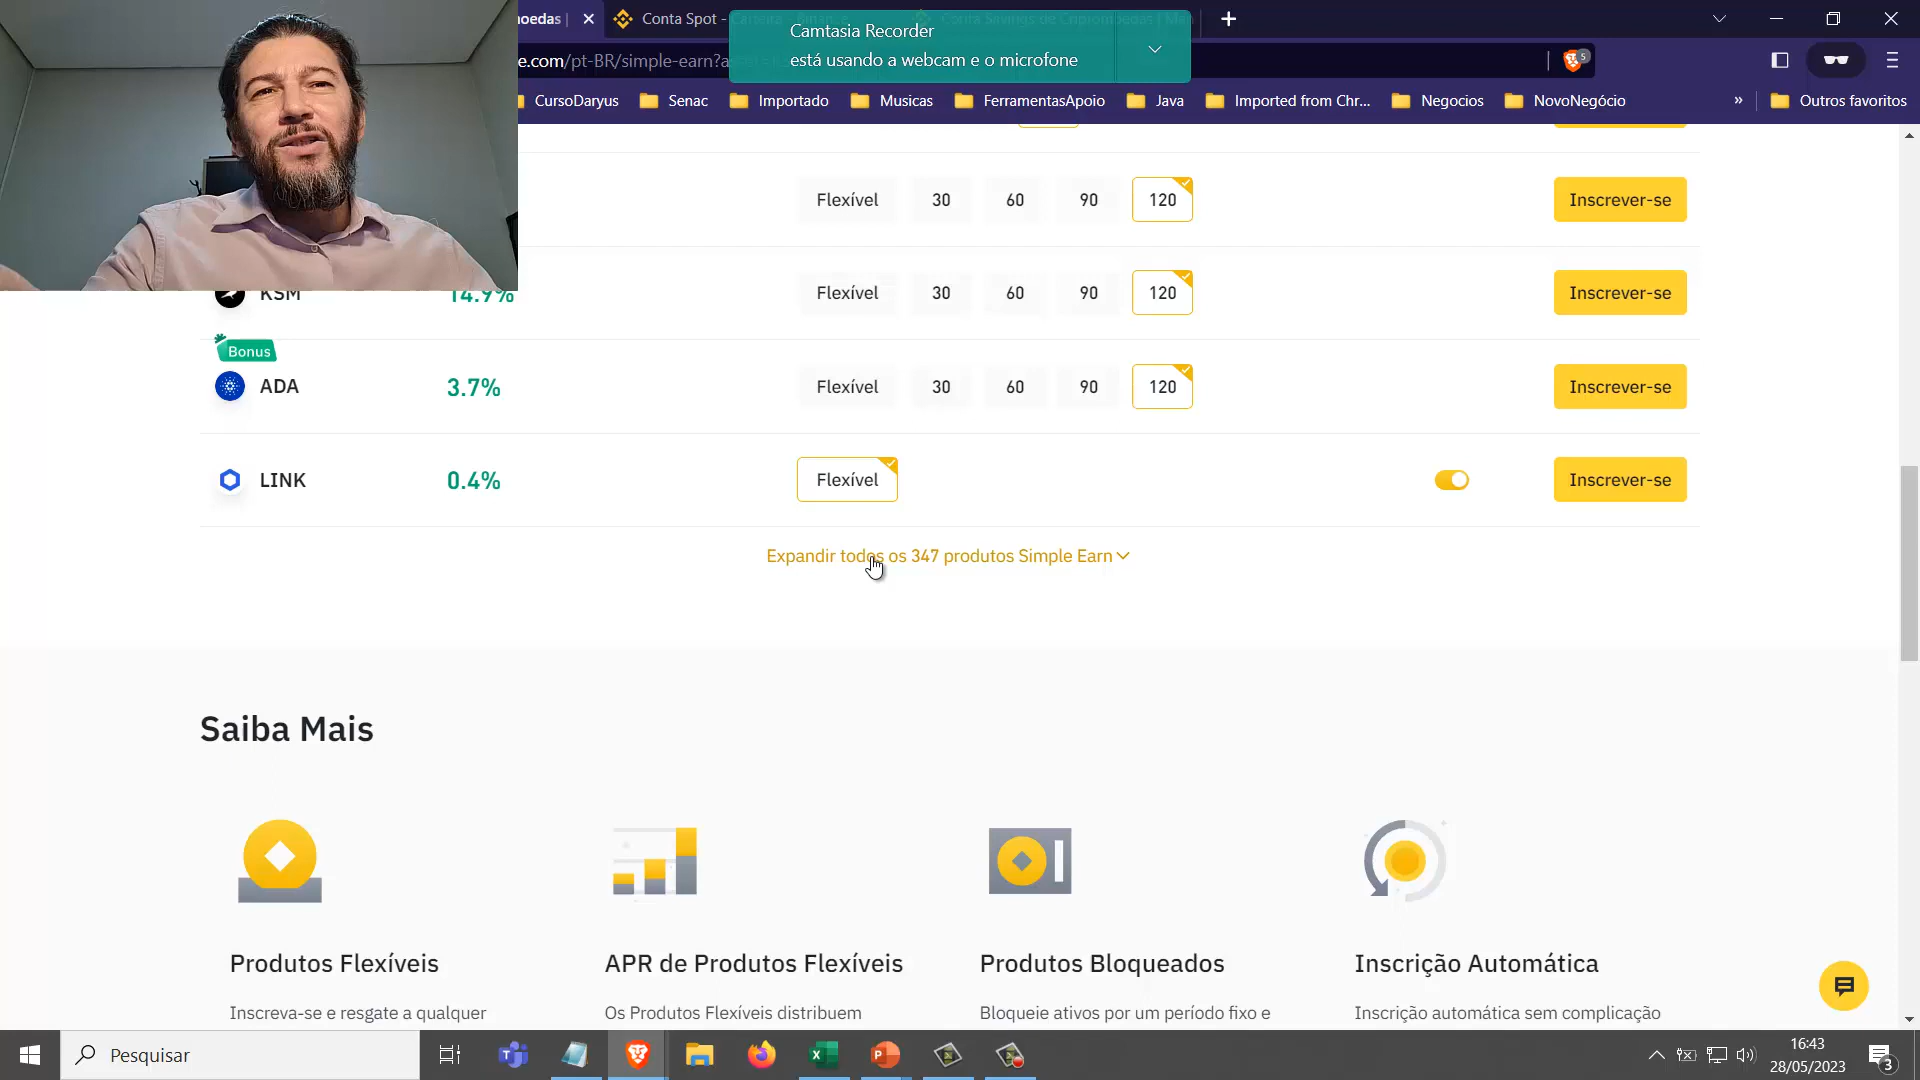 noedas
Conta Spot -
Camtasia Recorder
está usando a webcam e o microfone
e.com/pt-BR/simple-earn?a
5
CursoDaryus
Senac
Importado
Musicas
FerramentasApoio
Java
Imported from Chr...
Negocios
NovoNegócio
»
Outros favoritos
Flexível 30 60 90 120 Inscrever-se
KSM 14.9% Flexível 30 60 90 120 Inscrever-se
Bonus
ADA 3.7% Flexível 30 60 90 120 Inscrever-se
LINK 0.4% Flexível Inscrever-se
Expandir todos os 347 produtos Simple Earn
Saiba Mais
Produtos Flexíveis
Inscreva-se e resgate a qualquer
APR de Produtos Flexíveis
Os Produtos Flexíveis distribuem
Produtos Bloqueados
Bloqueie ativos por um período fixo e
Inscrição Automática
Inscrição automática sem complicação
Pesquisar
16:43
28/05/2023
3